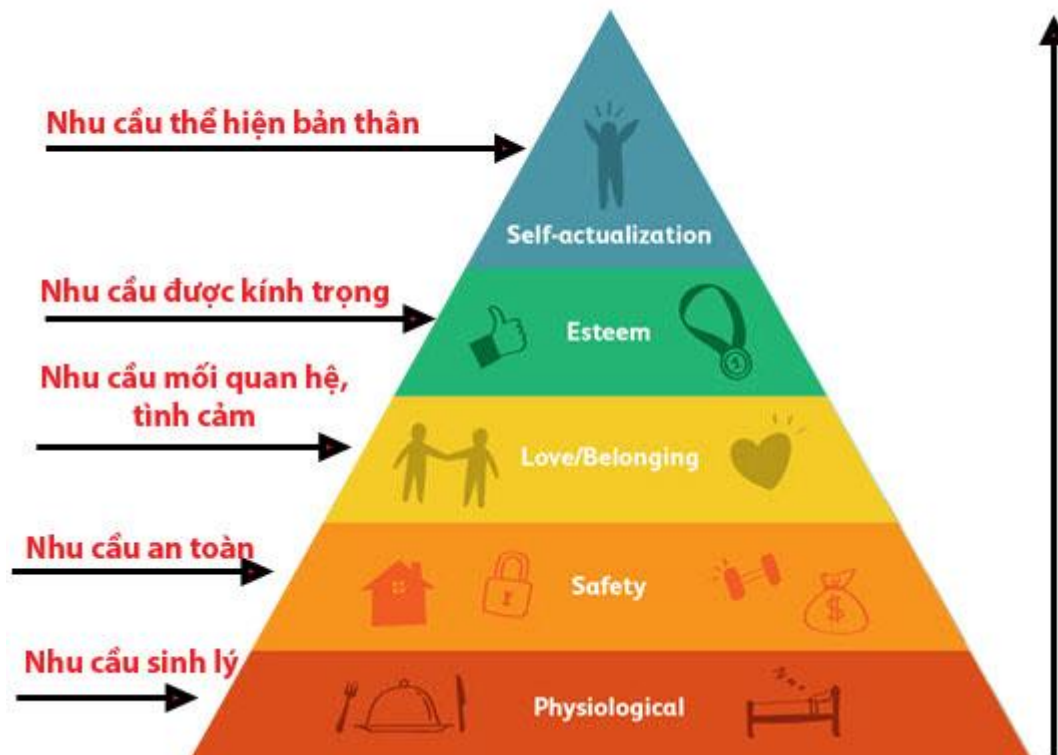 Nhu cầu thể hiện bản thân
Self-actualization
Nhu cầu được kính trọng
Esteem
Nhu cầu mối quan hệ,
tình cảm
Love/Belonging
Nhu cầu an toàn
Safety
$
Nhu cầu sinh lý
Physiological